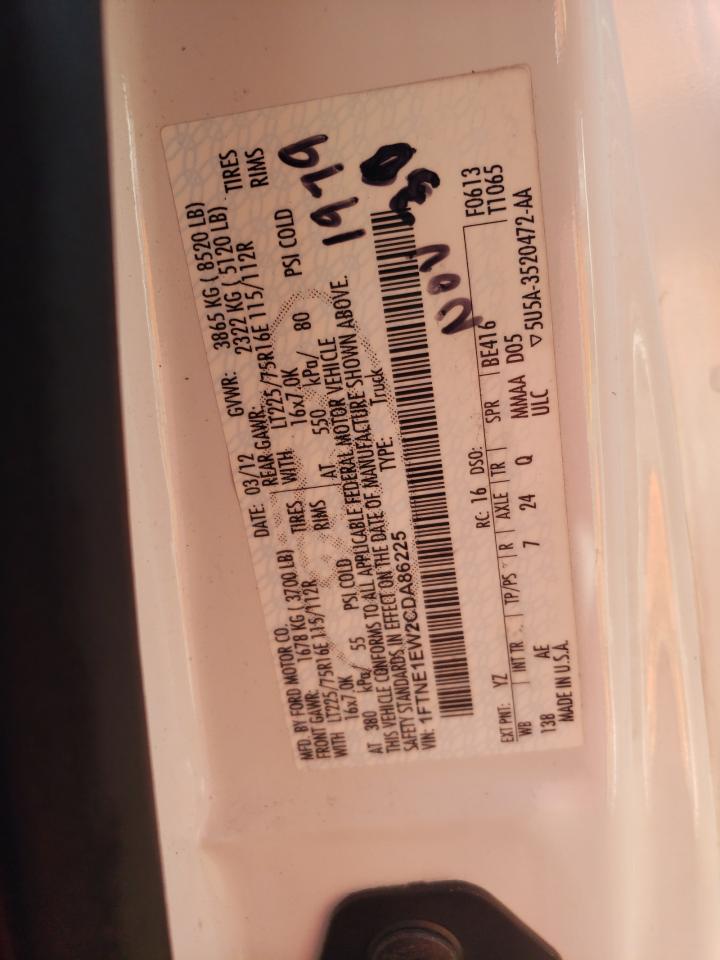 MFD. BY FORD MOTOR CO.
DATE: 03/12 GVWR: 3865 KG ( 8520 LB)
FRONT GAWR: 1678 KG ( 3700 LB) REAR GAWR: 2322 KG ( 5120 LB)
WITH LT225/75R16E 115/112R TIRES WITH LT225/75R16E 115/112R TIRES
16x7.0K RIMS 16x7.0K RIMS
AT 380 kPa/ 55 PSI COLD AT 550 kPa/ 80 PSI COLD
THIS VEHICLE CONFORMS TO ALL APPLICABLE FEDERAL MOTOR VEHICLE
SAFETY STANDARDS IN EFFECT ON THE DATE OF MANUFACTURE SHOWN ABOVE.
VIN: 1FTNE1EW2CDA86225 TYPE: Truck
1979
NOV
F0613
T1065
EXT PNT: YZ RC: 16 DSO:
WB INT TR TP/PS R AXLE TR SPR BE416
138 AE 7 24 Q MMAA D05
MADE IN U.S.A. ULC ▽5U5A-3520472-AA